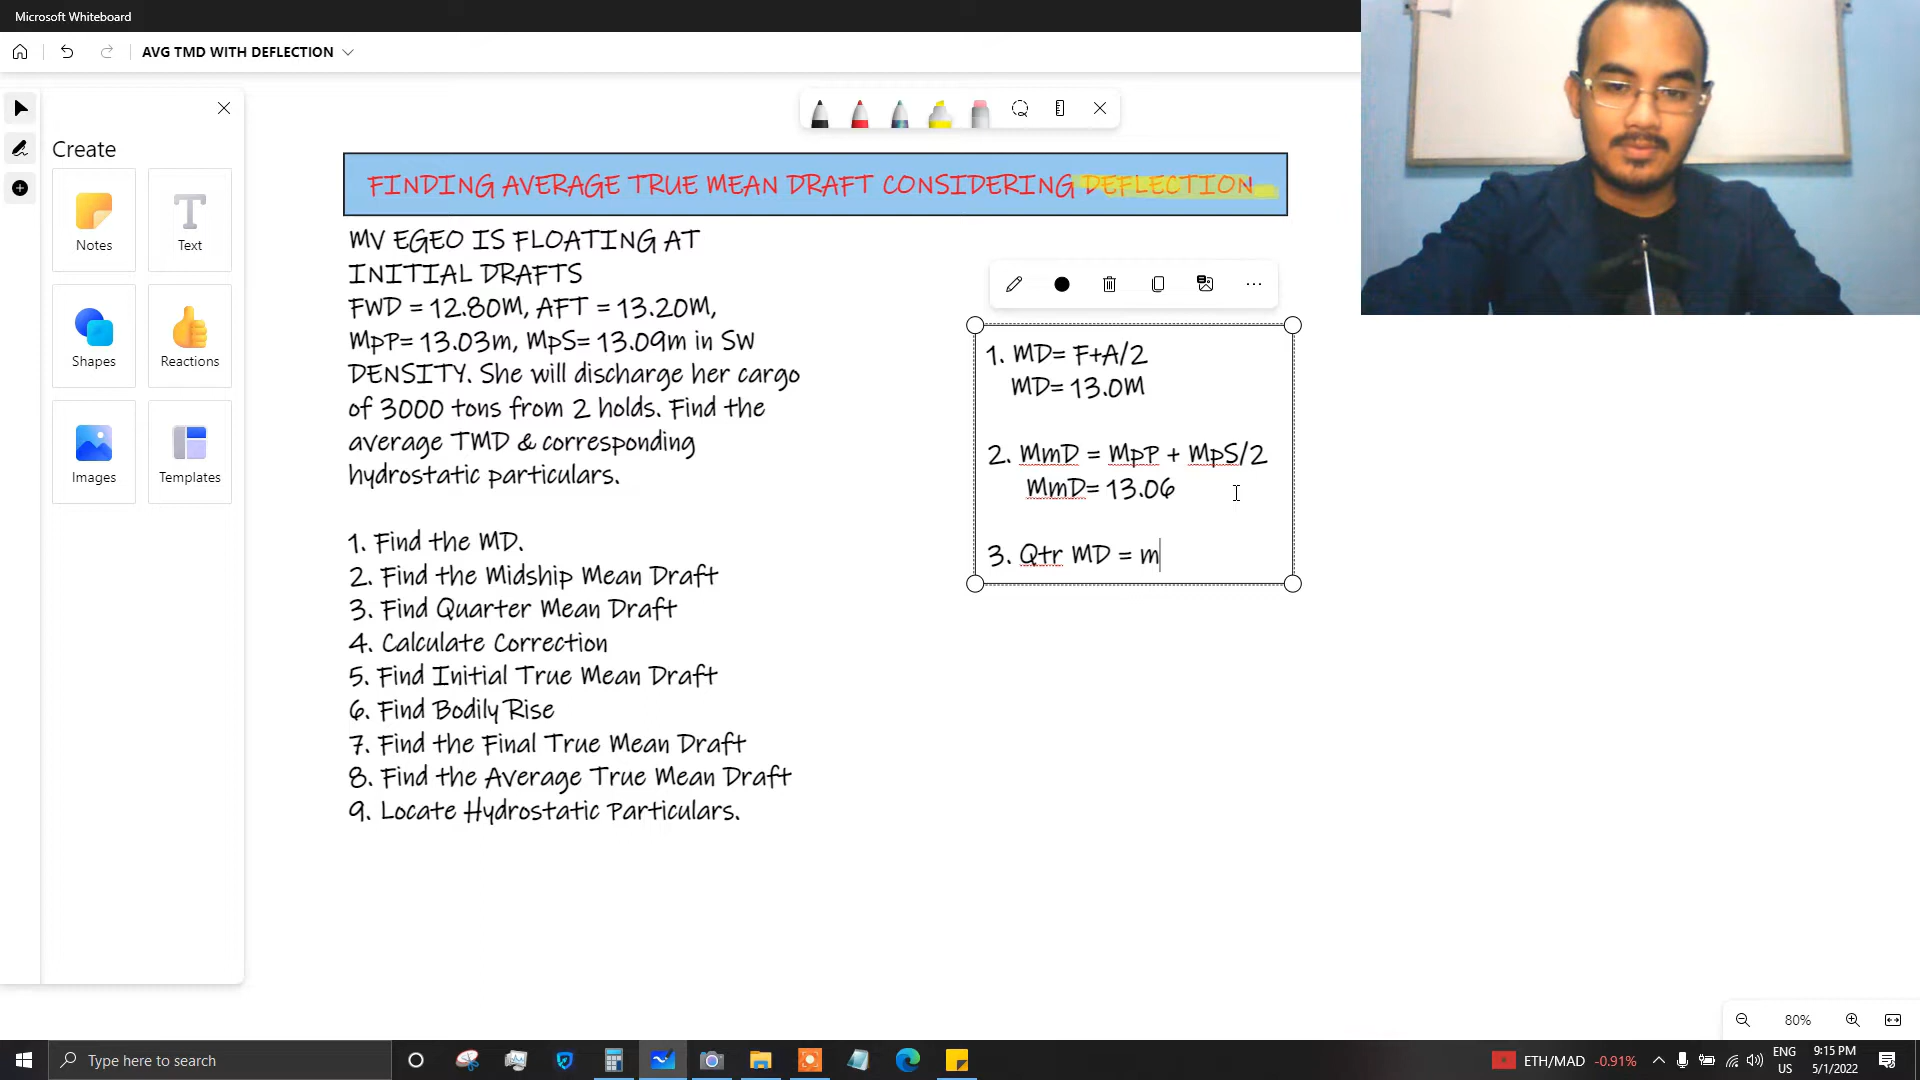 Microsoft Whiteboard
AVG TMD WITH DEFLECTION
Create
Notes
Text
Shapes
Reactions
Images
Templates
FINDING AVERAGE TRUE MEAN DRAFT CONSIDERING DEFLECTION
MV EGEO IS FLOATING AT
INITIAL DRAFTS
FWD = 12.80M, AFT = 13.20M,
MpP= 13.03m, MpS= 13.09m in SW
DENSITY. She will discharge her cargo
of 3000 tons from 2 holds. Find the
average TMD & corresponding
hydrostatic particulars.
1. Find the MD.
2. Find the Midship Mean Draft
3. Find Quarter Mean Draft
4. Calculate Correction
5. Find Initial True Mean Draft
6. Find Bodily Rise
7. Find the Final True Mean Draft
8. Find the Average True Mean Draft
9. Locate Hydrostatic Particulars.
1. MD= F+A/2
MD= 13.0M
2. MmD = MpP + MpS/2
MmD= 13.06
3. Qtr MD = m
80%
Type here to search
ETH/MAD -0.91%
ENG
US
9:15 PM
5/1/2022